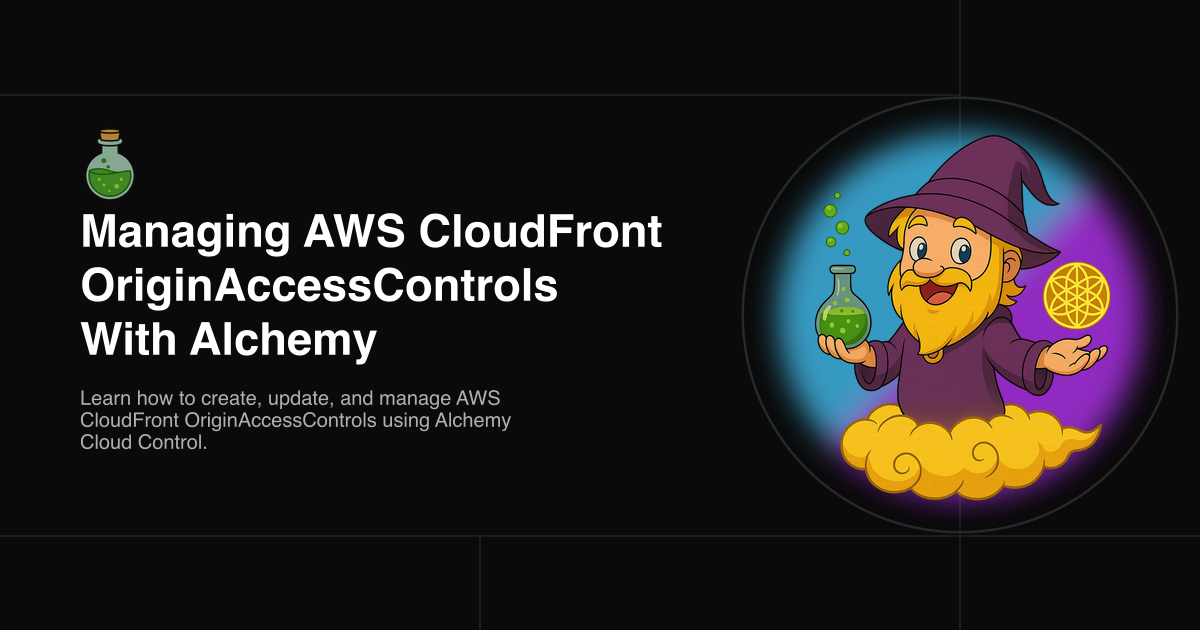 Managing AWS CloudFront
OriginAccessControls
With Alchemy
Learn how to create, update, and manage AWS
CloudFront OriginAccessControls using Alchemy
Cloud Control.